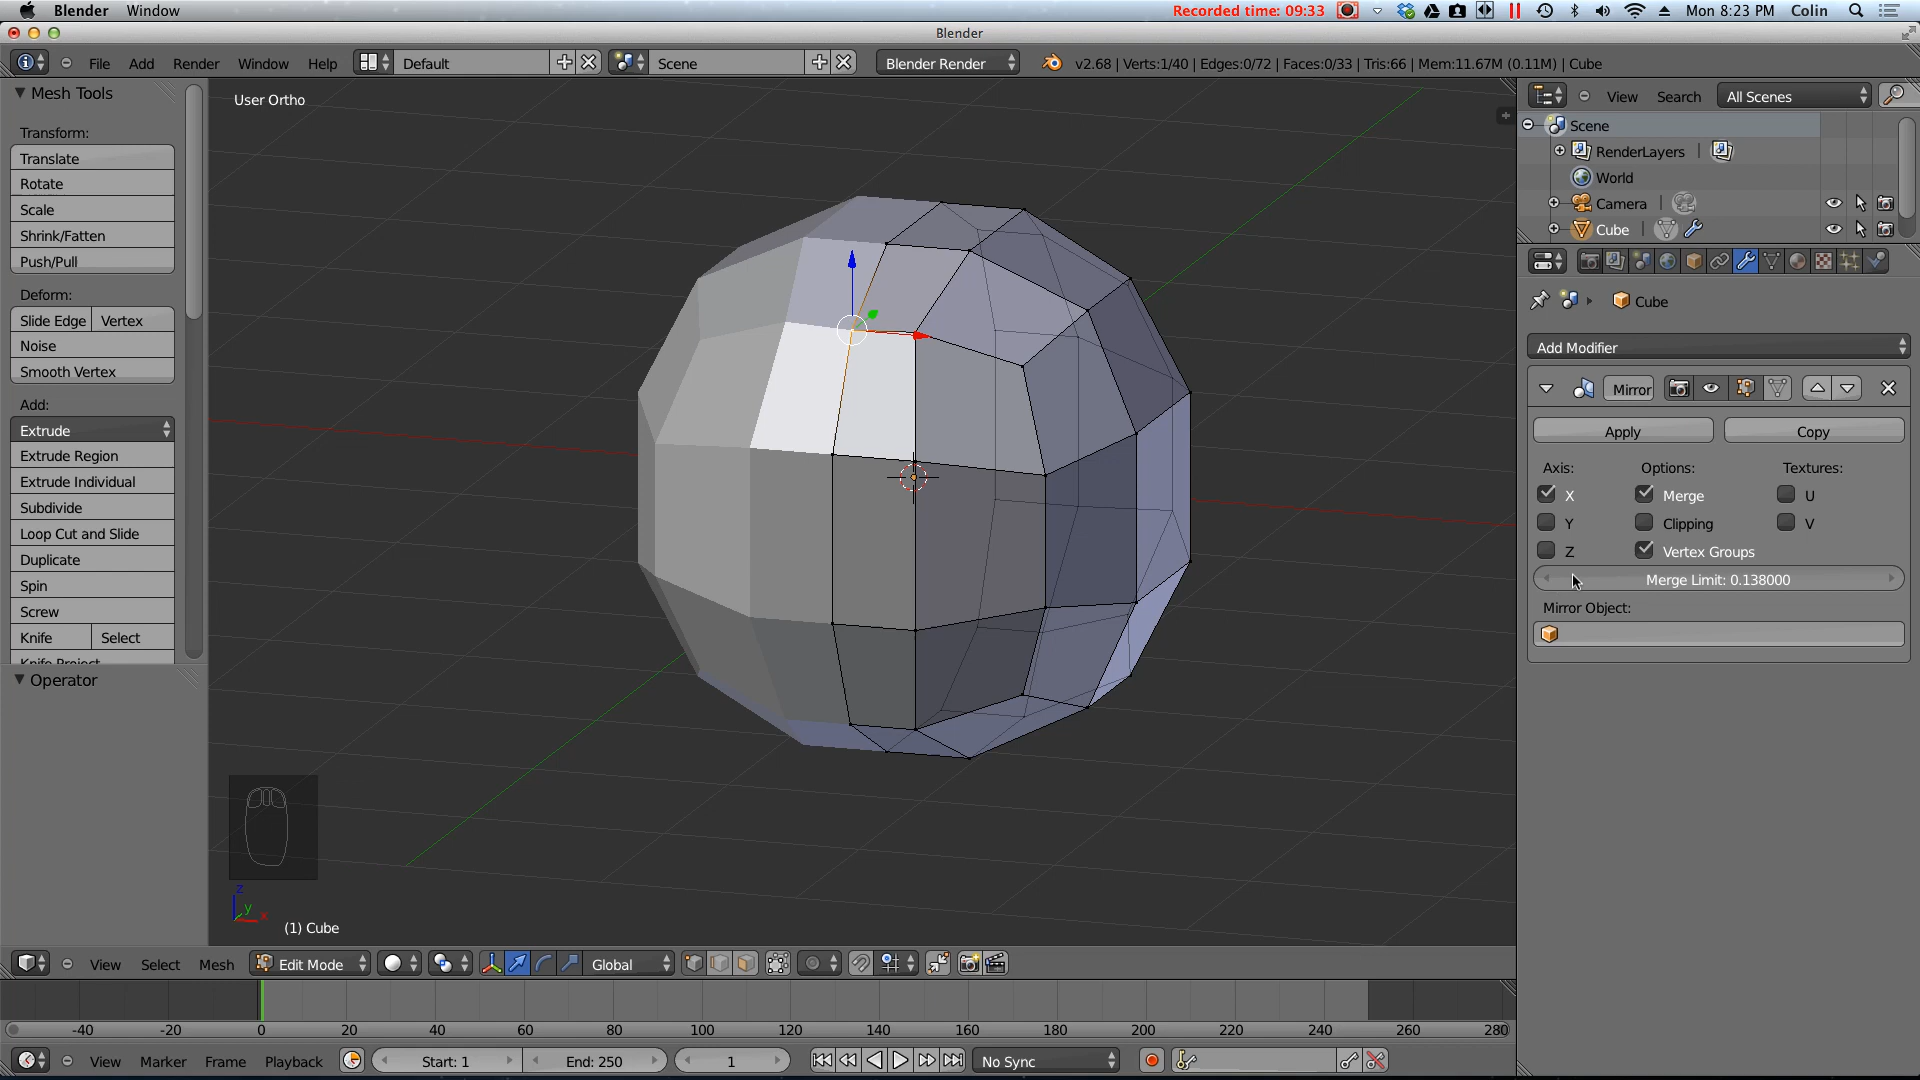 Blender Window Recorded time: 09:33 Mon 8:23 PM Colin
Blender
File Add Render Window Help Default Scene Blender Render v2.68 | Verts:1/40 | Edges:0/72 | Faces:0/33 | Tris:66 | Mem:11.67M (0.11M) | Cube
Mesh Tools
Transform:
Translate
Rotate
Scale
Shrink/Fatten
Push/Pull
Deform:
Slide Edge Vertex
Noise
Smooth Vertex
Add:
Extrude
Extrude Region
Extrude Individual
Subdivide
Loop Cut and Slide
Duplicate
Spin
Screw
Knife Select
Knife Project
Operator
User Ortho
z
y
x
(1) Cube
View Search All Scenes
Scene
RenderLayers |
World
Camera |
Cube |
Cube
Add Modifier
Mirror
Apply Copy
Axis: Options: Textures:
X Merge U
Y Clipping V
Z Vertex Groups
Merge Limit: 0.138000
Mirror Object:
View Select Mesh Edit Mode Global
-40 -20 0 20 40 60 80 100 120 140 160 180 200 220 240 260 280
View Marker Frame Playback Start: 1 End: 250 1 No Sync